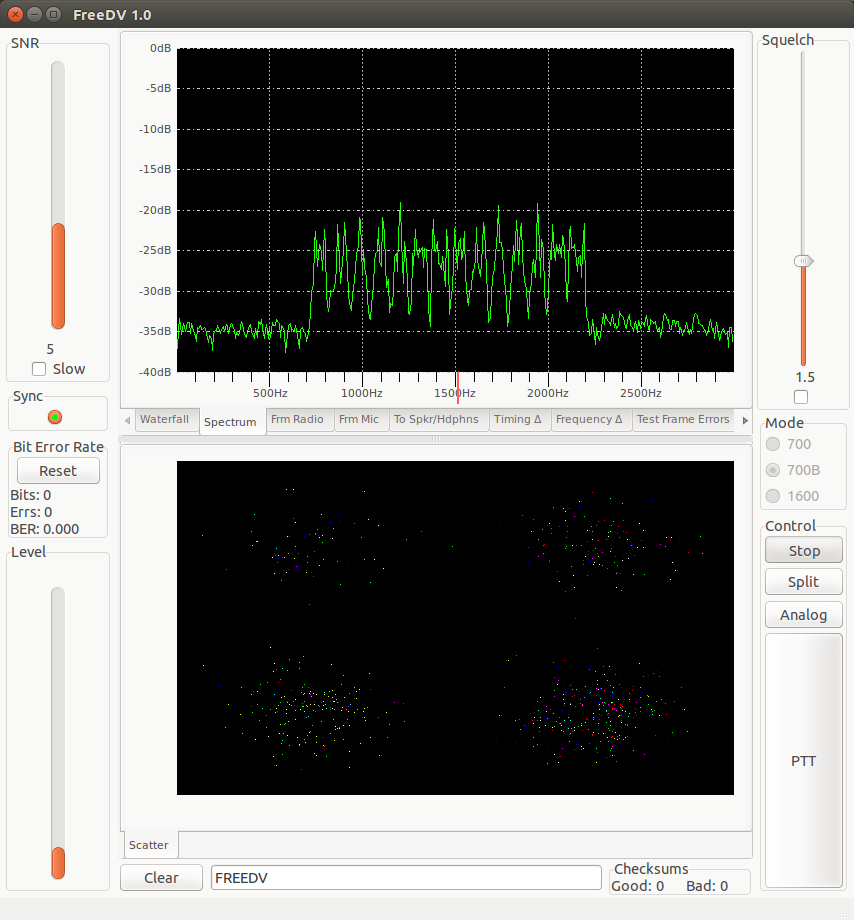 FreeDV 1.0
SNR
5
Slow
Sync
Bit Error Rate
Reset
Bits: 0
Errs: 0
BER: 0.000
Level
0dB
-5dB
-10dB
-15dB
-20dB
-25dB
-30dB
-35dB
-40dB
500Hz 1000Hz 1500Hz 2000Hz 2500Hz
Waterfall Spectrum Frm Radio Frm Mic To Spkr/Hdphns Timing Δ Frequency Δ Test Frame Errors
Scatter
Clear FREEDV
Checksums
Good: 0 Bad: 0
Squelch
1.5
Mode
700
700B
1600
Control
Stop
Split
Analog
PTT